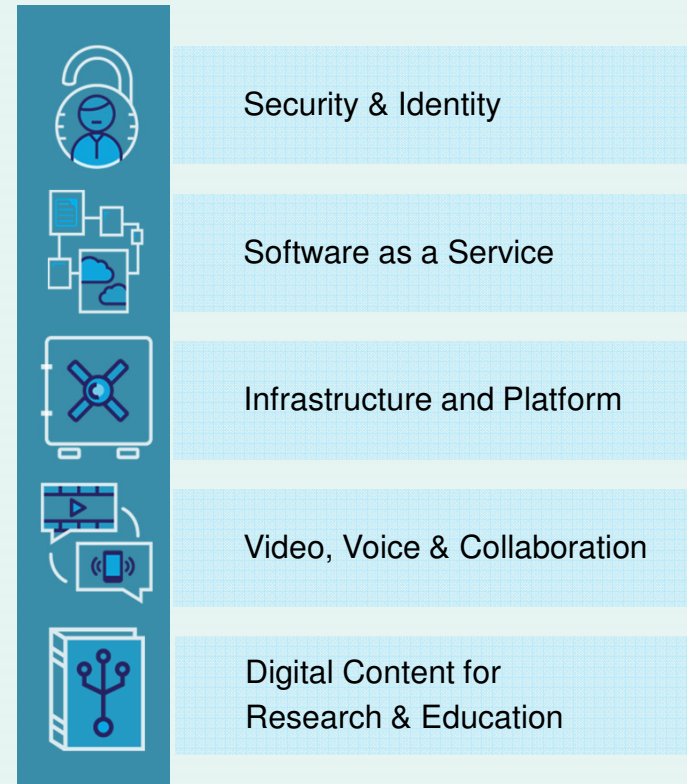 Security & Identity
Software as a Service
Infrastructure and Platform
Video, Voice & Collaboration
Digital Content for
Research & Education